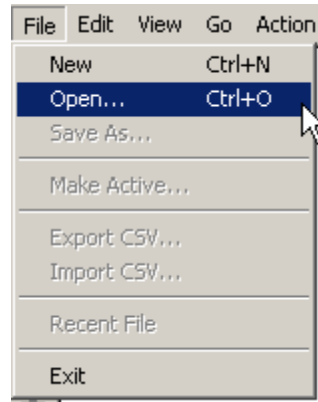 File Edit View Go Action
New Ctrl+N
Open... Ctrl+O
Save As...
Make Active...
Export CSV...
Import CSV...
Recent File
Exit